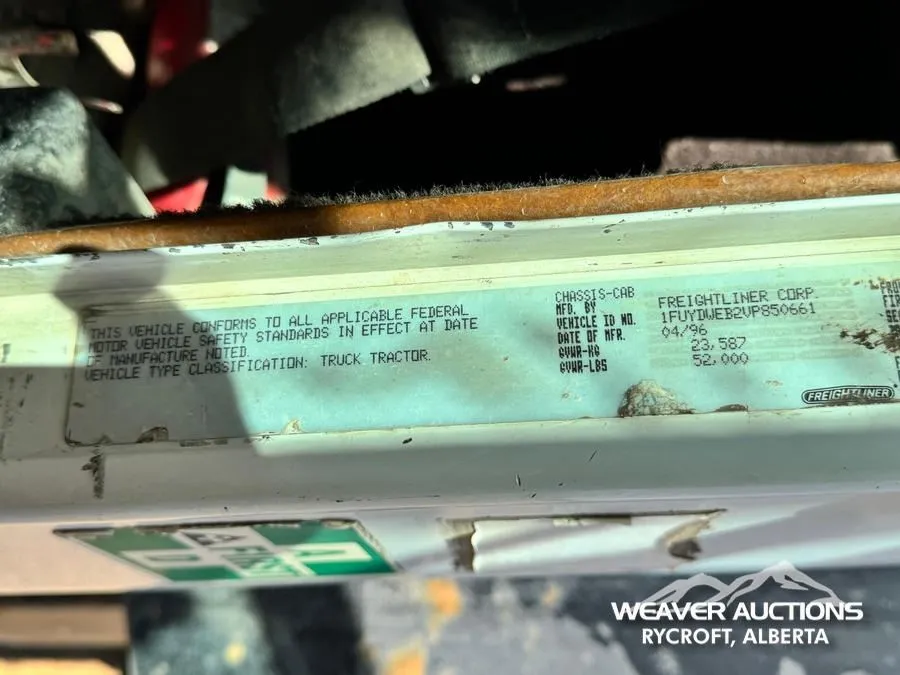 THIS VEHICLE CONFORMS TO ALL APPLICABLE FEDERAL
MOTOR VEHICLE SAFETY STANDARDS IN EFFECT AT DATE
OF MANUFACTURE NOTED.
VEHICLE TYPE CLASSIFICATION: TRUCK TRACTOR.
CHASSIS-CAB
MFD. BY FREIGHTLINER CORP.
VEHICLE ID NO. 1FUYDWEB2VP850661
DATE OF MFR. 04/96
GVWR-KG 23,587
GVWR-LBS 52,000
FREIGHTLINER
FIRST
WEAVER AUCTIONS
RYCROFT, ALBERTA